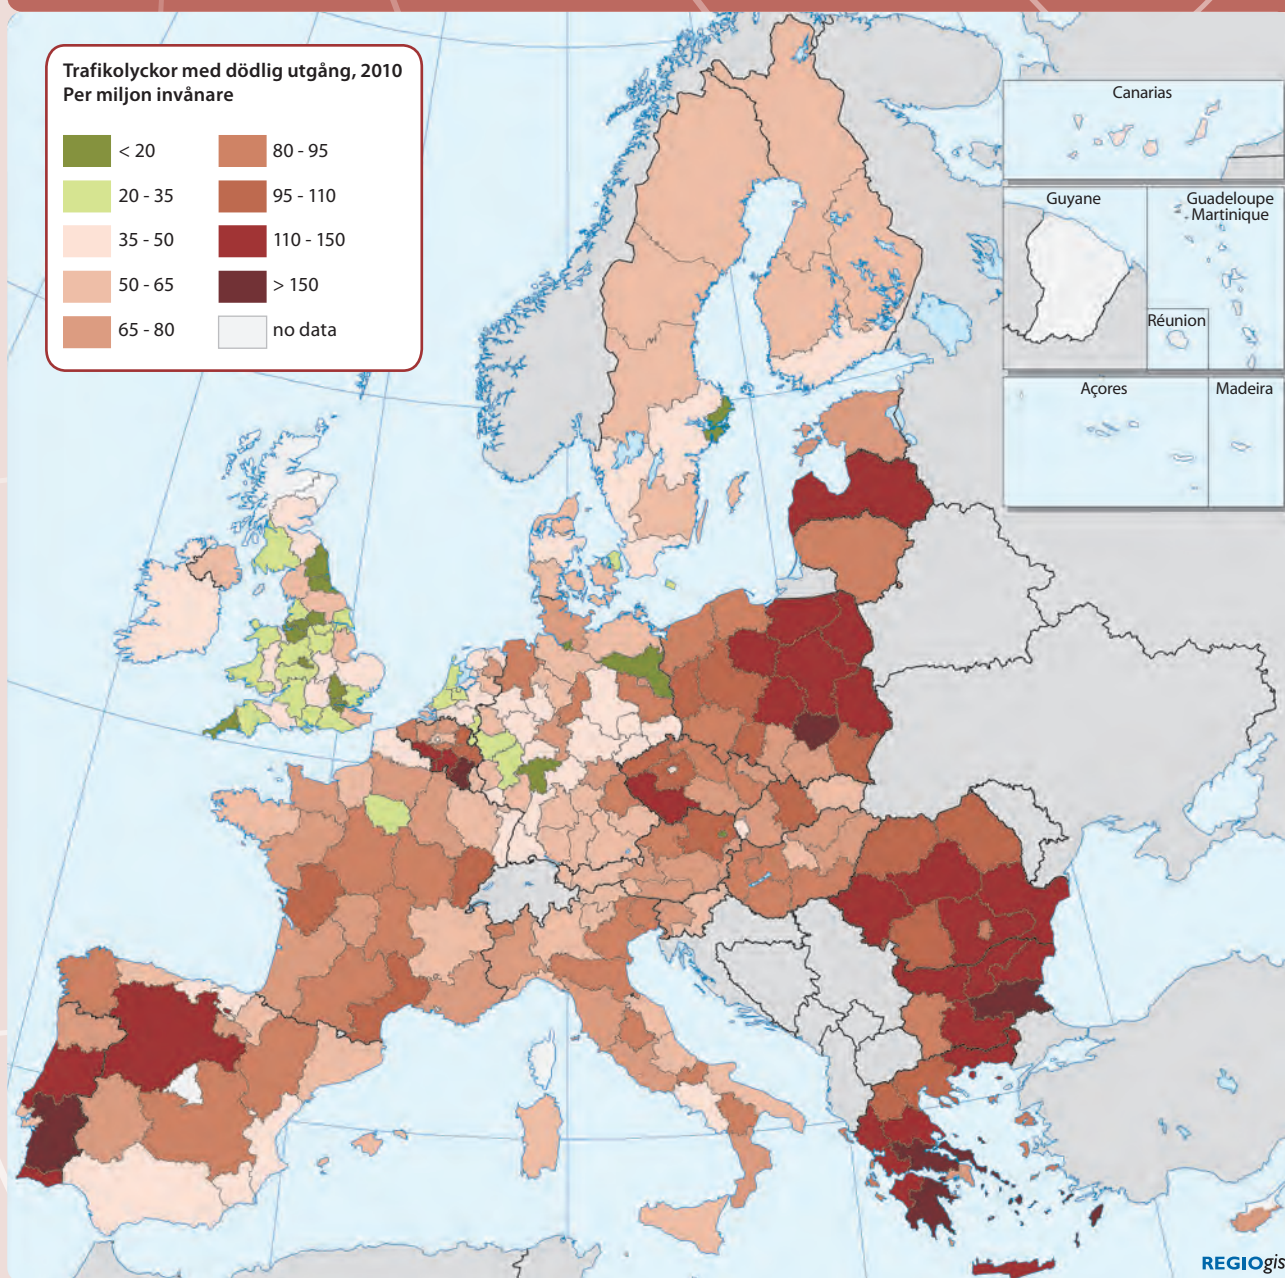 Trafikolyckor med dödlig utgång, 2010
Per miljon invånare
< 20
20 - 35
35 - 50
50 - 65
65 - 80
80 - 95
95 - 110
110 - 150
> 150
no data
Canarias
Guyane
Guadeloupe
Martinique
Réunion
Açores
Madeira
REGIOgis